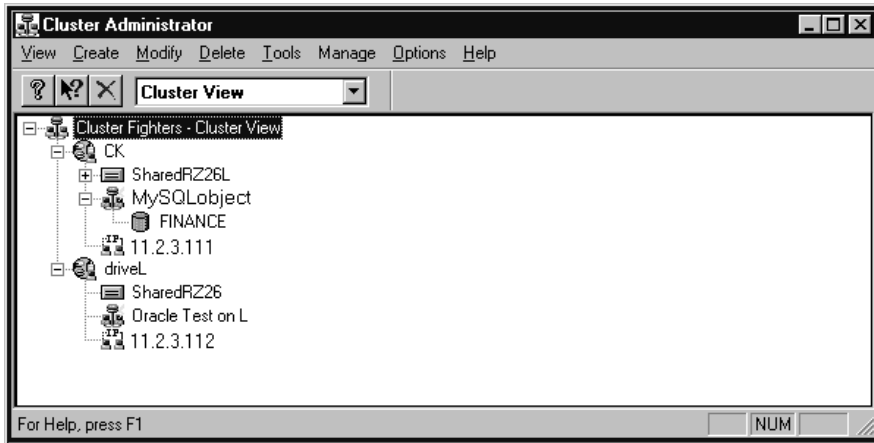 Cluster Administrator
View Create Modify Delete Tools Manage Options Help
Cluster View
Cluster Fighters - Cluster View
CK
SharedRZ26L
MySQLobject
FINANCE
11.2.3.111
driveL
SharedRZ26
Oracle Test on L
11.2.3.112
For Help, press F1 NUM